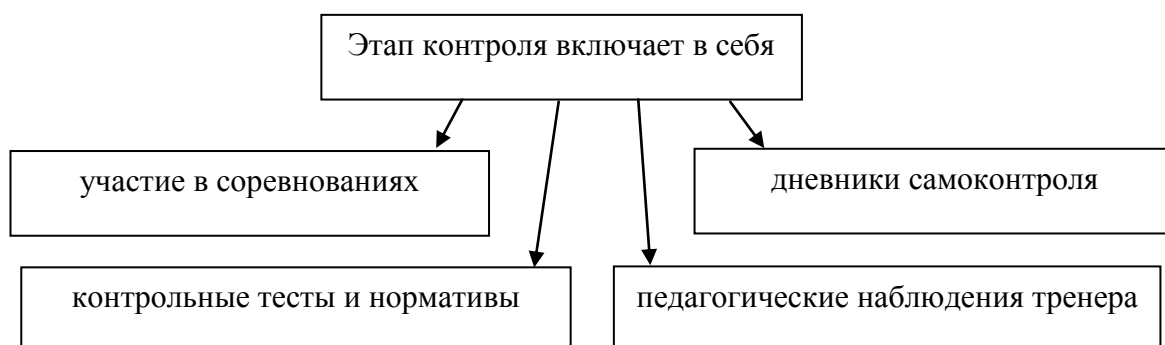 Этап контроля включает в себя
участие в соревнованиях
дневники самоконтроля
контрольные тесты и нормативы
педагогические наблюдения тренера